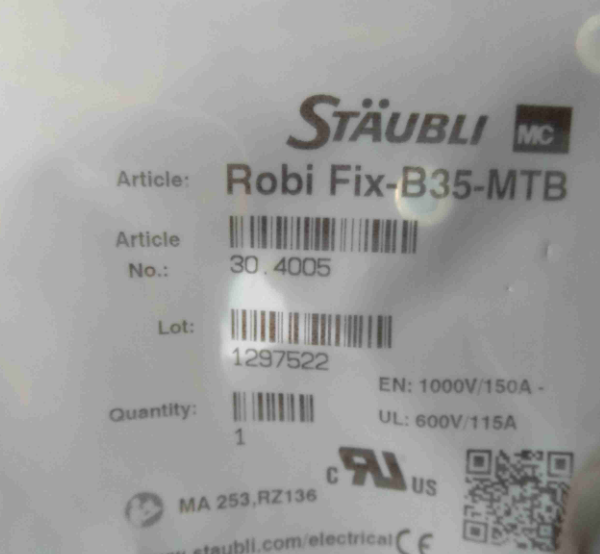 STÄUBLI MC
Article: Robi Fix-B35-MTB
Article
No.: 30.4005
Lot:
1297522
EN: 1000V/150A -
Quantity:
UL: 600V/115A
1
C RU US
MA 253,RZ136
.staubli.com/electrical CE